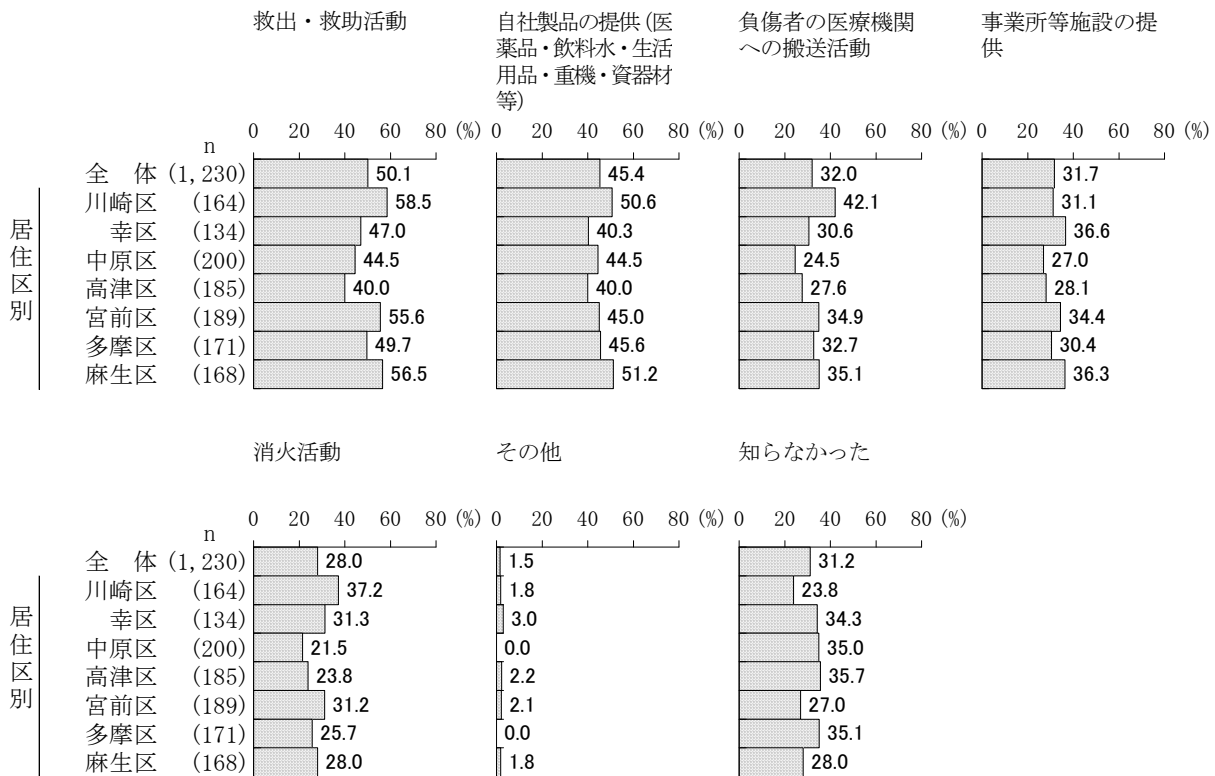 救出・救助活動
自社製品の提供(医
薬品・飲料水・生活
用品・重機・資器材
等)
負傷者の医療機関
への搬送活動
事業所等施設の提
供
0 20 40 60 80 (%) 0 20 40 60 80 (%) 0 20 40 60 80 (%) 0 20 40 60 80 (%)
n
居住区別
全 体 (1,230) 50.1 45.4 32.0 31.7
川崎区 (164) 58.5 50.6 42.1 31.1
幸区 (134) 47.0 40.3 30.6 36.6
中原区 (200) 44.5 44.5 24.5 27.0
高津区 (185) 40.0 40.0 27.6 28.1
宮前区 (189) 55.6 45.0 34.9 34.4
多摩区 (171) 49.7 45.6 32.7 30.4
麻生区 (168) 56.5 51.2 35.1 36.3
消火活動 その他 知らなかった
0 20 40 60 80 (%) 0 20 40 60 80 (%) 0 20 40 60 80 (%)
n
居住区別
全 体 (1,230) 28.0 1.5 31.2
川崎区 (164) 37.2 1.8 23.8
幸区 (134) 31.3 3.0 34.3
中原区 (200) 21.5 0.0 35.0
高津区 (185) 23.8 2.2 35.7
宮前区 (189) 31.2 2.1 27.0
多摩区 (171) 25.7 0.0 35.1
麻生区 (168) 28.0 1.8 28.0